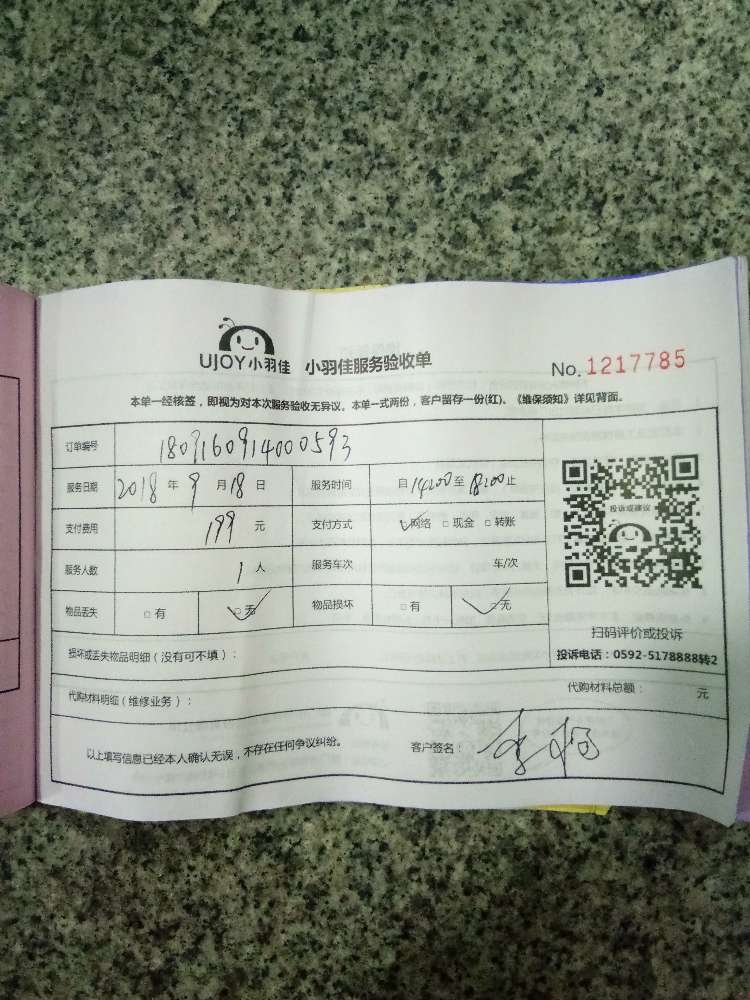 UJOY小羽佳 小羽佳服务验收单 No. 1217785
本单一经核签，即视为对本次服务验收无异议。本单一式两份，客户留存一份(红)。《维保须知》详见背面。
订单编号 1809160914000593
服务日期 2018 年 9 月 18 日 服务时间 自 14:00 至 18:00 止
支付费用 199 元 支付方式 ☑网络 □现金 □转账
服务人数 1 人 服务车次 车/次
物品丢失 □有 ☑无 物品损坏 □有 ☑无
投诉或建议
扫码评价或投诉
投诉电话：0592-5178888转2
损坏或丢失物品明细（没有可不填）：
代购材料明细（维修业务）： 代购材料总额： 元
以上填写信息已经本人确认无误，不存在任何争议纠纷。 客户签名：